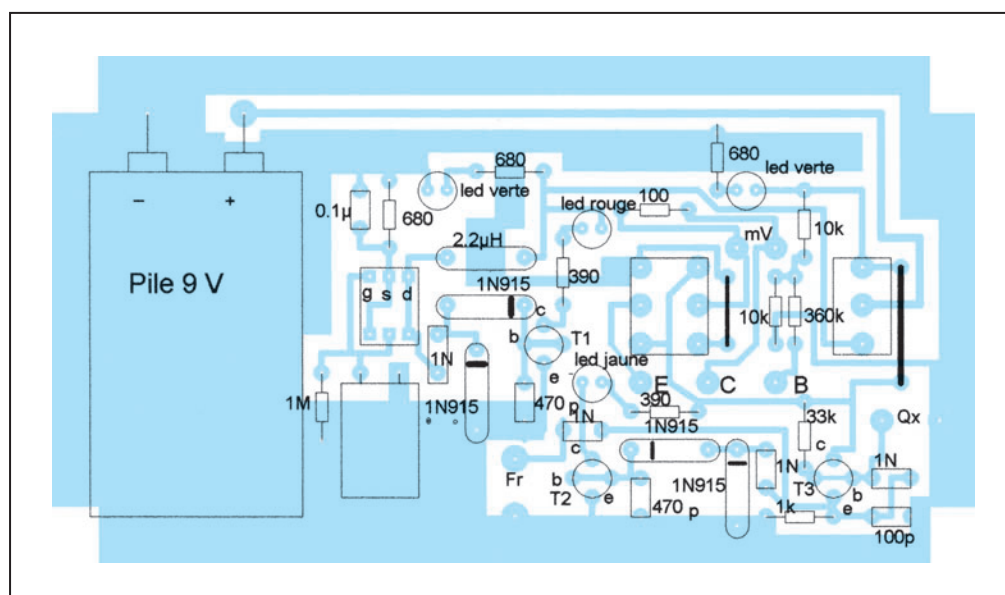 680
680
led verte
led verte
0.1µ
680
led rouge
100
10k
mV
2.2µH
– +
Pile 9 V
390
1N915
g s d
c
10k
360k
b
T1
1N
led jaune
e
E
C
B
1M
1N915
470
p
390
1N
1N915
33k
Qx
c
c
Fr
b
T2
e
1N915
1N
T3
1N
b
470
p
1k
e
100p